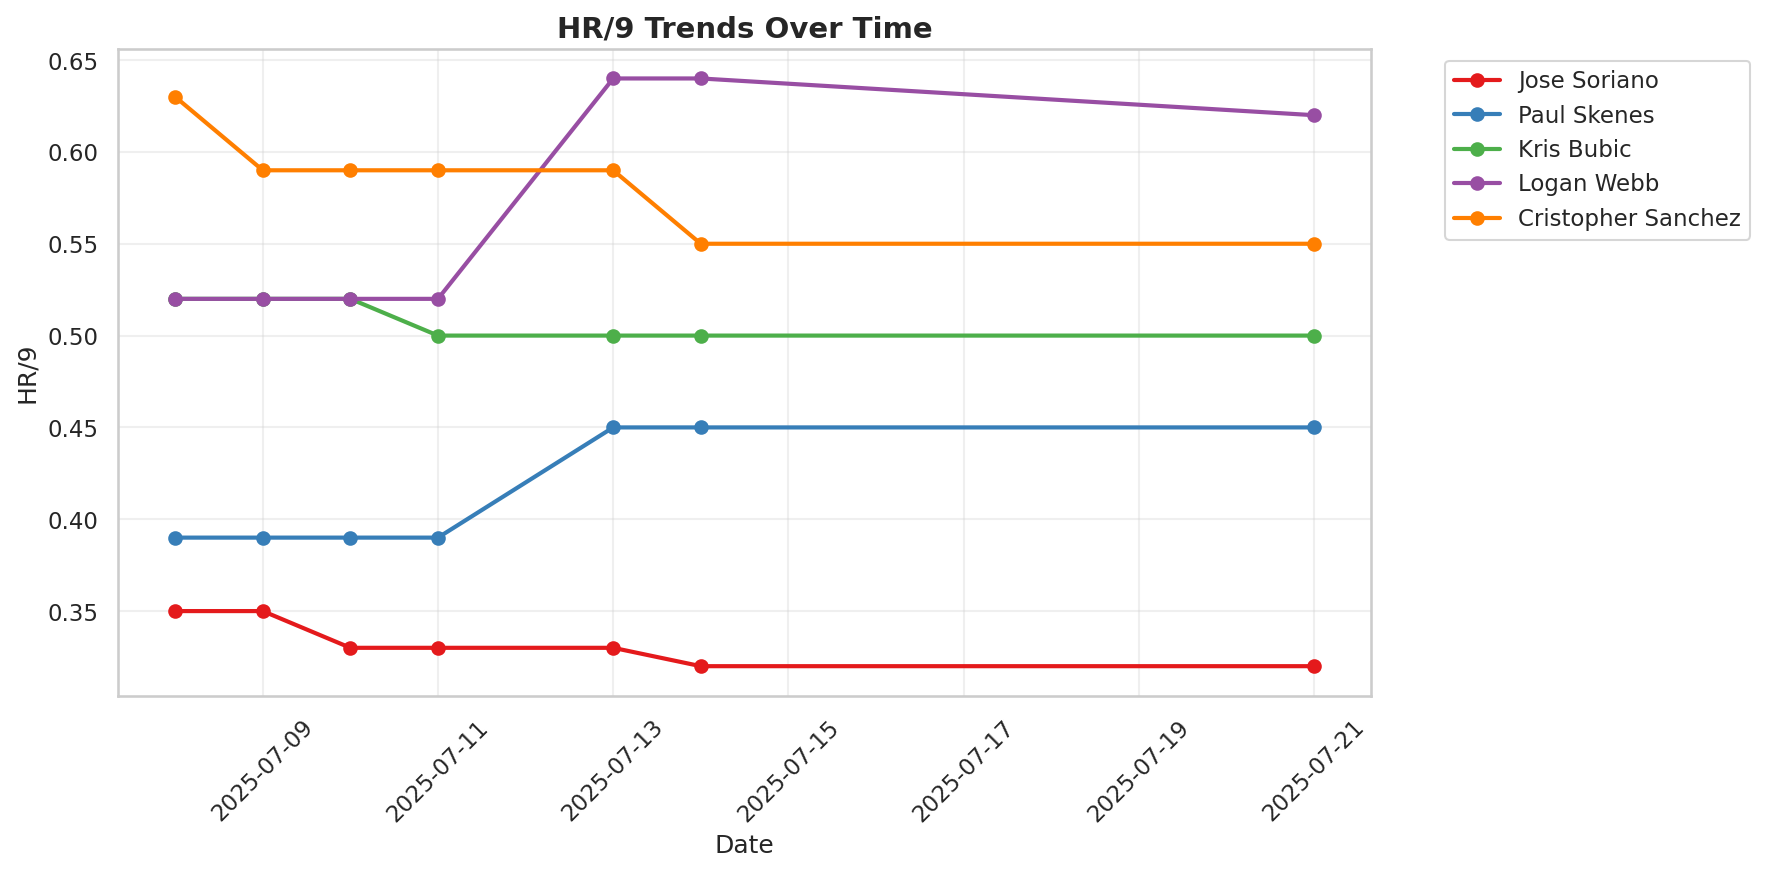 HR/9 Trends Over Time
0.65
0.60
0.55
0.50
0.45
0.40
0.35
HR/9
2025-07-09
2025-07-11
2025-07-13
2025-07-15
2025-07-17
2025-07-19
2025-07-21
Date
Jose Soriano
Paul Skenes
Kris Bubic
Logan Webb
Cristopher Sanchez